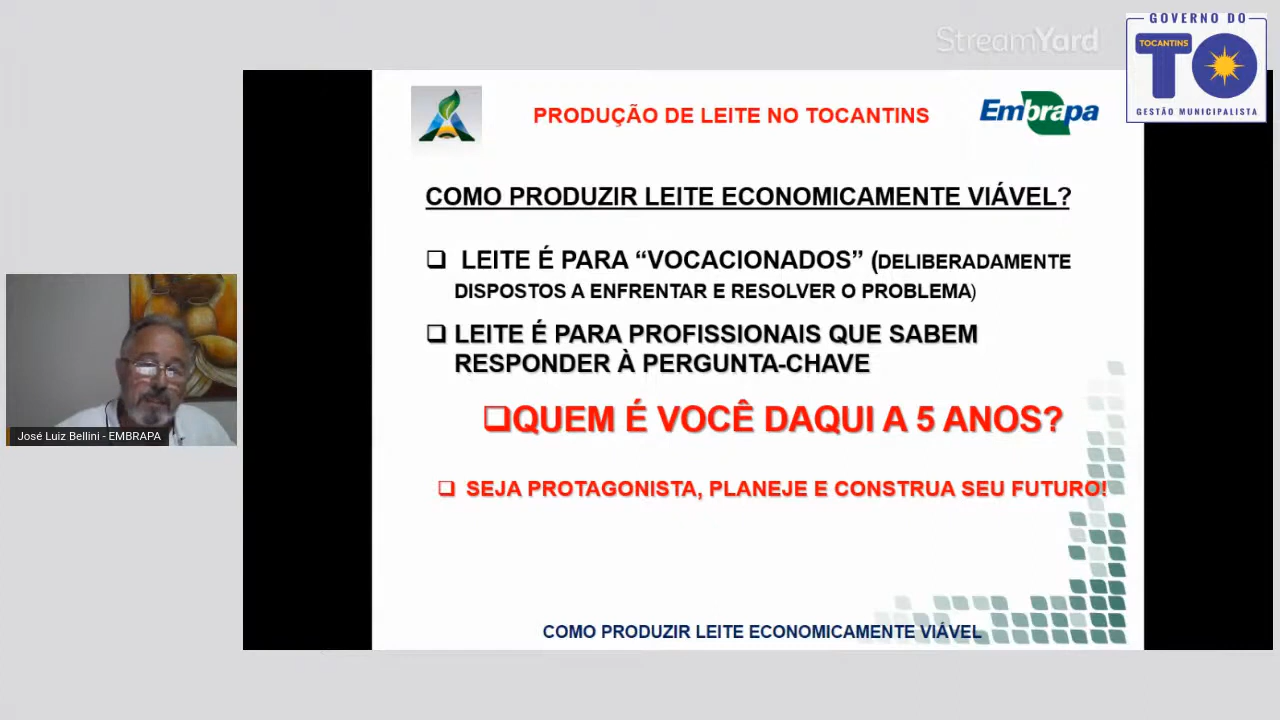 StreamYard
GOVERNO DO
TOCANTINS
TO
GESTÃO MUNICIPALISTA
PRODUÇÃO DE LEITE NO TOCANTINS
Embrapa
COMO PRODUZIR LEITE ECONOMICAMENTE VIÁVEL?
❑ LEITE É PARA “VOCACIONADOS” (DELIBERADAMENTE
DISPOSTOS A ENFRENTAR E RESOLVER O PROBLEMA)
❑ LEITE É PARA PROFISSIONAIS QUE SABEM
RESPONDER À PERGUNTA-CHAVE
❑QUEM É VOCÊ DAQUI A 5 ANOS?
❑ SEJA PROTAGONISTA, PLANEJE E CONSTRUA SEU FUTURO!
COMO PRODUZIR LEITE ECONOMICAMENTE VIÁVEL
José Luiz Bellini - EMBRAPA